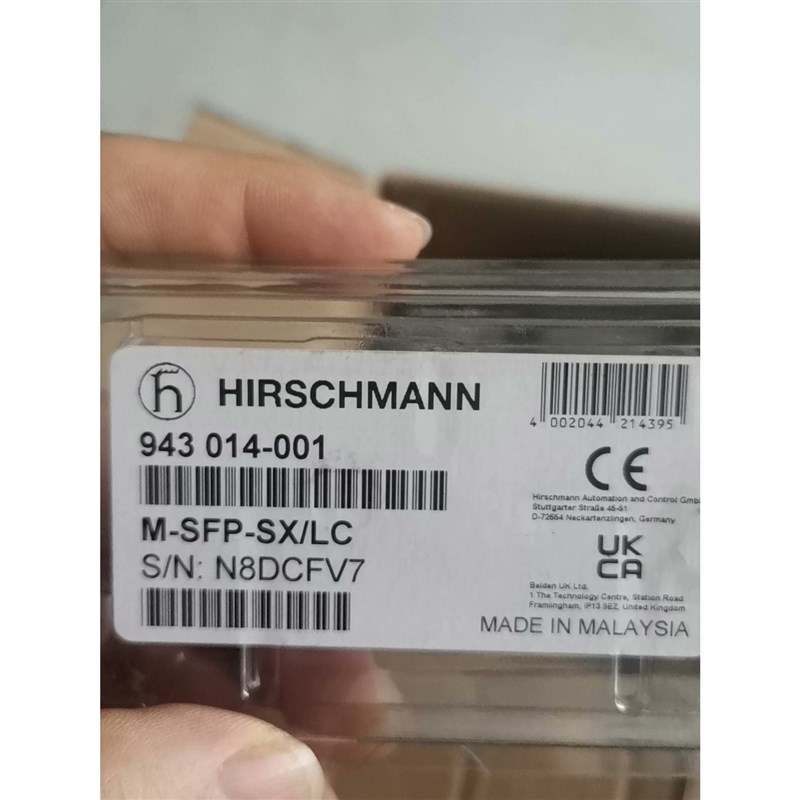 h HIRSCHMANN
943 014-001
M-SFP-SX/LC
S/N: N8DCFV7
4 002044 214395
CE
Hirschmann Automation and Control GmbH
Stuttgarter Straße 45-51
D-72654 Neckartenzlingen, Germany
UK
CA
Belden UK Ltd.
1 The Technology Centre, Station Road
Framlingham, IP13 9EZ, United Kingdom
MADE IN MALAYSIA